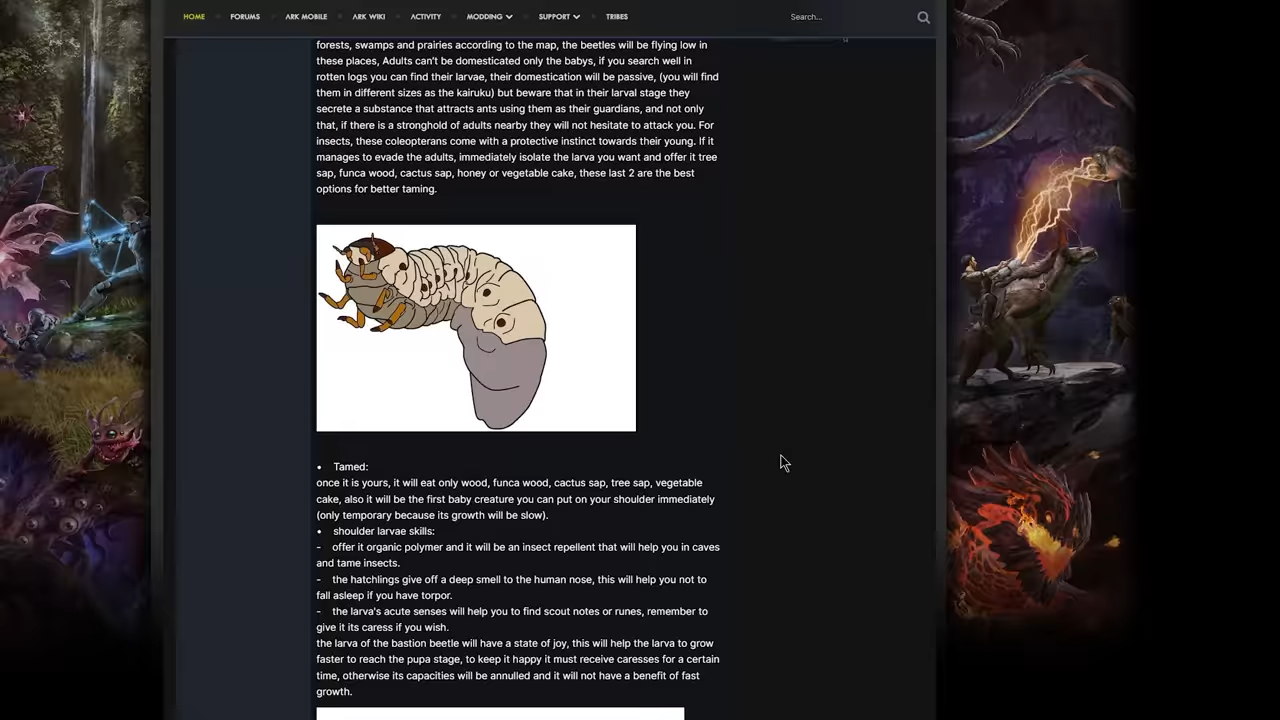 HOME FORUMS ARK MOBILE ARK WIKI ACTIVITY MODDING SUPPORT TRIBES Search...
forests, swamps and prairies according to the map, the beetles will be flying low in
these places, Adults can't be domesticated only the babys, if you search well in
rotten logs you can find their larvae, their domestication will be passive, (you will find
them in different sizes as the kairuku) but beware that in their larval stage they
secrete a substance that attracts ants using them as their guardians, and not only
that, if there is a stronghold of adults nearby they will not hesitate to attack you. For
insects, these coleopterans come with a protective instinct towards their young. If it
manages to evade the adults, immediately isolate the larva you want and offer it tree
sap, funca wood, cactus sap, honey or vegetable cake, these last 2 are the best
options for better taming.
• Tamed:
once it is yours, it will eat only wood, funca wood, cactus sap, tree sap, vegetable
cake, also it will be the first baby creature you can put on your shoulder immediately
(only temporary because its growth will be slow).
• shoulder larvae skills:
- offer it organic polymer and it will be an insect repellent that will help you in caves
and tame insects.
- the hatchlings give off a deep smell to the human nose, this will help you not to
fall asleep if you have torpor.
- the larva's acute senses will help you to find scout notes or runes, remember to
give it its caress if you wish.
the larva of the bastion beetle will have a state of joy, this will help the larva to grow
faster to reach the pupa stage, to keep it happy it must receive caresses for a certain
time, otherwise its capacities will be annulled and it will not have a benefit of fast
growth.